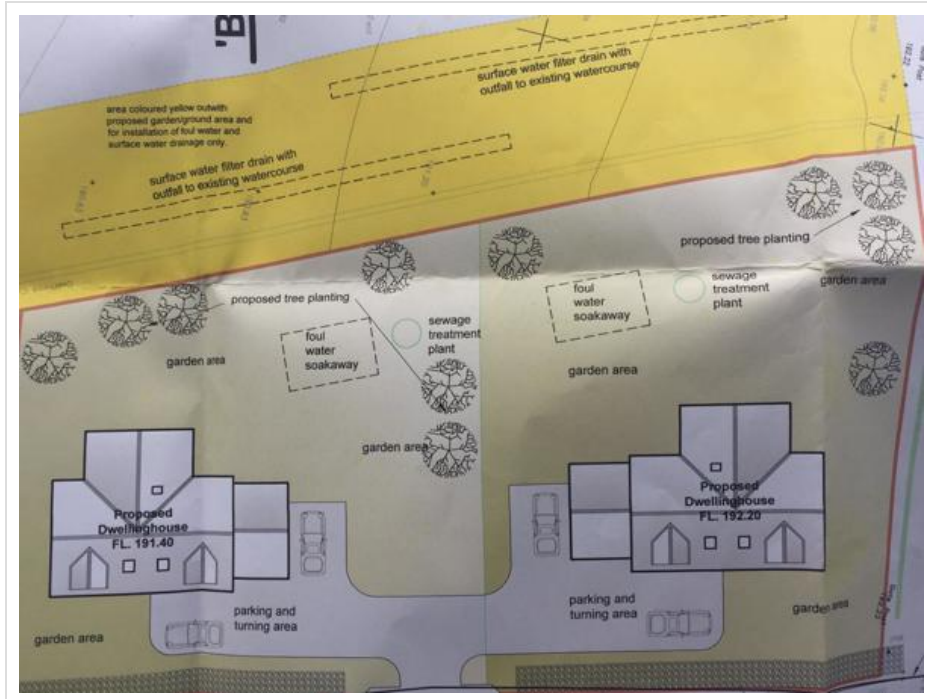 'B
surface water filter drain with
outfall to existing watercourse
area coloured yellow outwith
proposed garden/ground area and
for installation of foul water and
surface water drainage only.
surface water filter drain with
outfall to existing watercourse
proposed tree planting
proposed tree planting
foul
water
soakaway
sewage
treatment
plant
garden area
foul
water
soakaway
sewage
treatment
plant
garden area
garden area
garden area
Proposed
Dwellinghouse
FL. 191.40
Proposed
Dwellinghouse
FL. 192.20
parking and
turning area
parking and
turning area
garden area
garden area